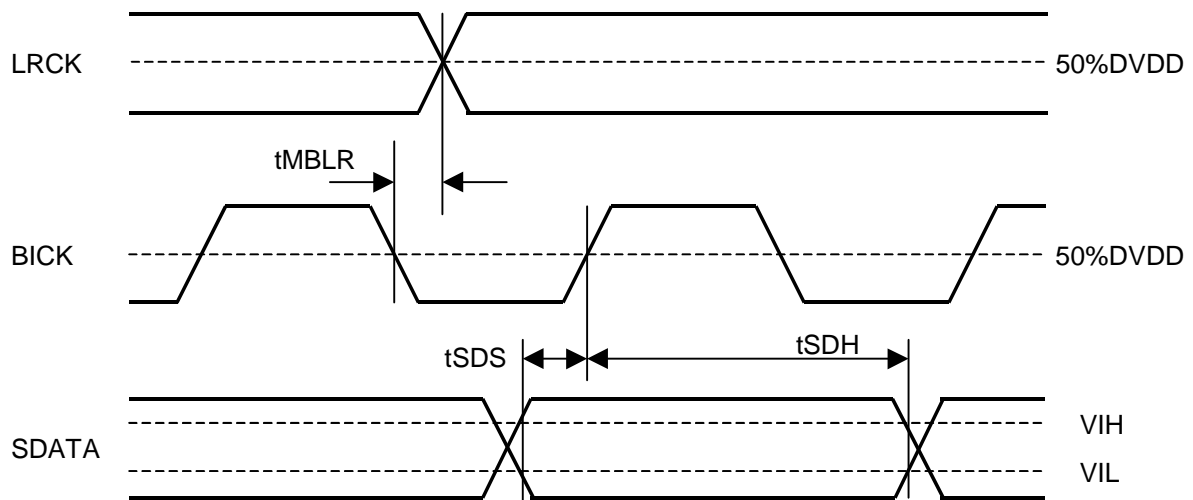 LRCK
50%DVDD
tMBLR
BICK
50%DVDD
tSDS
tSDH
SDATA
VIH
VIL